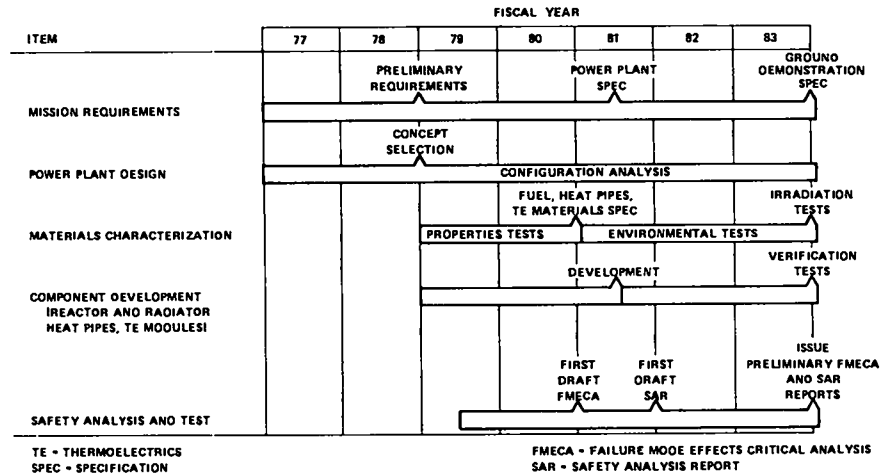 FISCAL YEAR
ITEM
77 78 79 80 81 82 83
PRELIMINARY
REQUIREMENTS
POWER PLANT
SPEC
GROUNO
OEMONSTRATION
SPEC
MISSION REQUIREMENTS
CONCEPT
SELECTION
POWER PLANT OESIGN
CONFIGURATION ANALYSIS
FUEL, HEAT PIPES,
TE MATERIALS SPEC
IRRADIATION
TESTS
MATERIALS CHARACTERIZATION
PROPERTIES TESTS
ENVIRONMENTAL TESTS
DEVELOPMENT
VERIFICATION
TESTS
COMPONENT OEVELOPMENT
(REACTOR AND RAOIATOR
HEAT PIPES, TE MOOULESI
FIRST
DRAFT
FMECA
FIRST
ORAFT
SAR
ISSUE
PRELIMINARY FMECA
AND SAR
REPORTS
SAFETY ANALYSIS AND TEST
TE = THERMOELECTRICS
SPEC = SPECIFICATION
FMECA = FAILURE MOOE EFFECTS CRITICAL ANALYSIS
SAR = SAFETY ANALYSIS REPORT